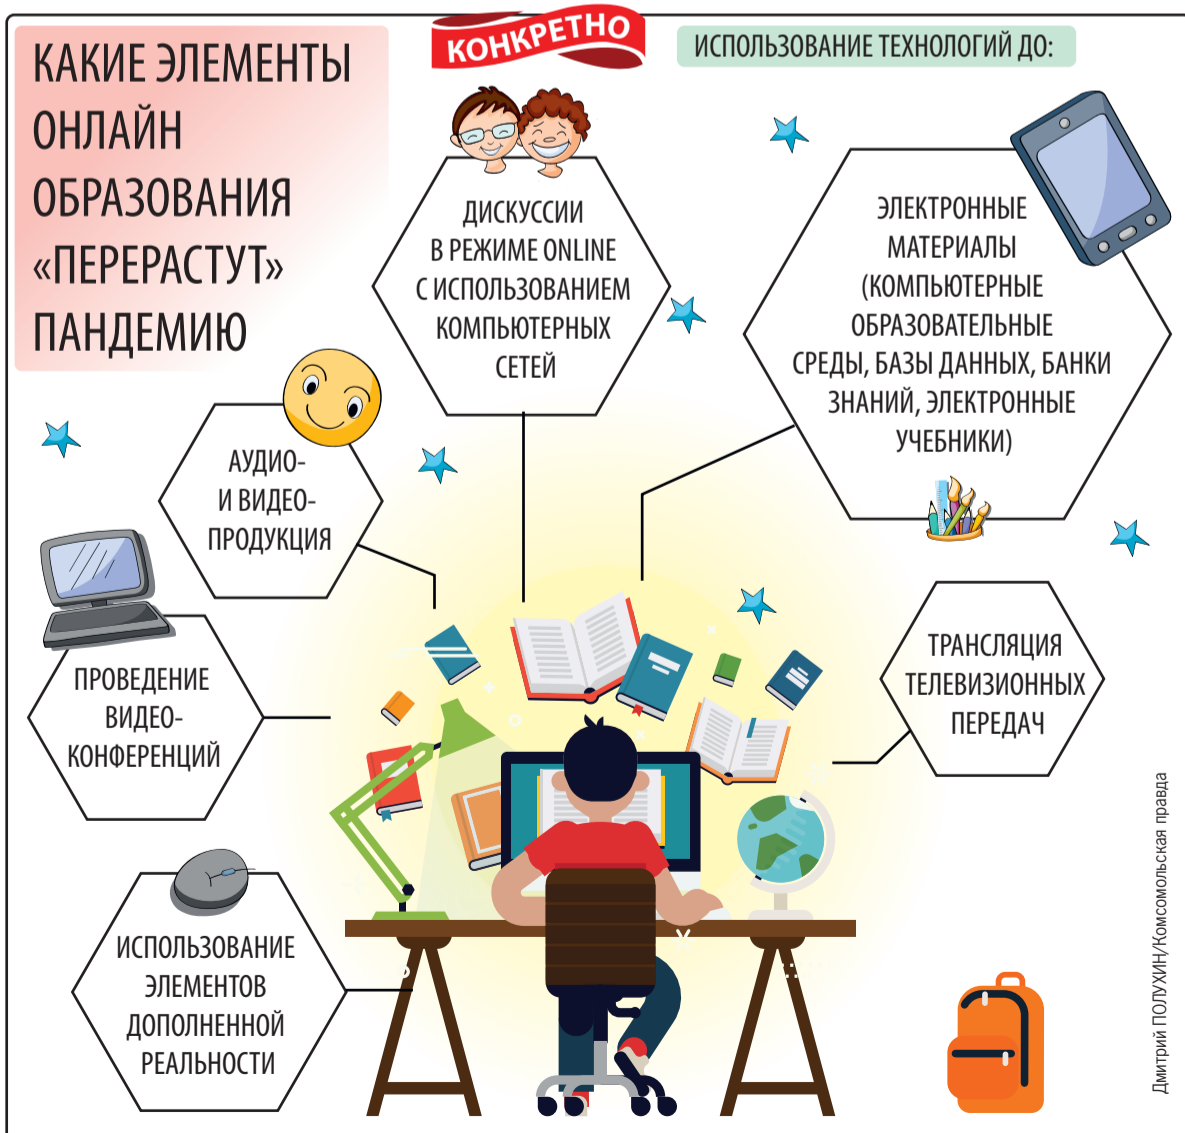 КОНКРЕТНО
КАКИЕ ЭЛЕМЕНТЫ
ОНЛАЙН
ОБРАЗОВАНИЯ
«ПЕРЕРАСТУТ»
ПАНДЕМИЮ
ИСПОЛЬЗОВАНИЕ ТЕХНОЛОГИЙ ДО:
ДИСКУССИИ
В РЕЖИМЕ ONLINE
С ИСПОЛЬЗОВАНИЕМ
КОМПЬЮТЕРНЫХ
СЕТЕЙ
ЭЛЕКТРОННЫЕ
МАТЕРИАЛЫ
(КОМПЬЮТЕРНЫЕ
ОБРАЗОВАТЕЛЬНЫЕ
СРЕДЫ, БАЗЫ ДАННЫХ, БАНКИ
ЗНАНИЙ, ЭЛЕКТРОННЫЕ
УЧЕБНИКИ)
АУДИО-
И ВИДЕО-
ПРОДУКЦИЯ
ПРОВЕДЕНИЕ
ВИДЕО-
КОНФЕРЕНЦИЙ
ТРАНСЛЯЦИЯ
ТЕЛЕВИЗИОННЫХ
ПЕРЕДАЧ
ИСПОЛЬЗОВАНИЕ
ЭЛЕМЕНТОВ
ДОПОЛНЕННОЙ
РЕАЛЬНОСТИ
Дмитрий ПОЛУХИН/Комсомольская правда